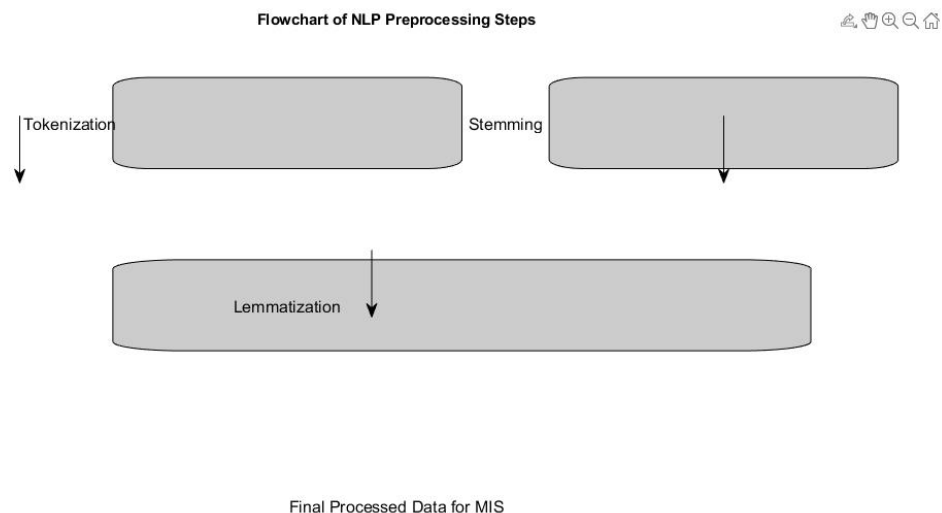 Flowchart of NLP Preprocessing Steps
Tokenization
Stemming
Lemmatization
Final Processed Data for MIS